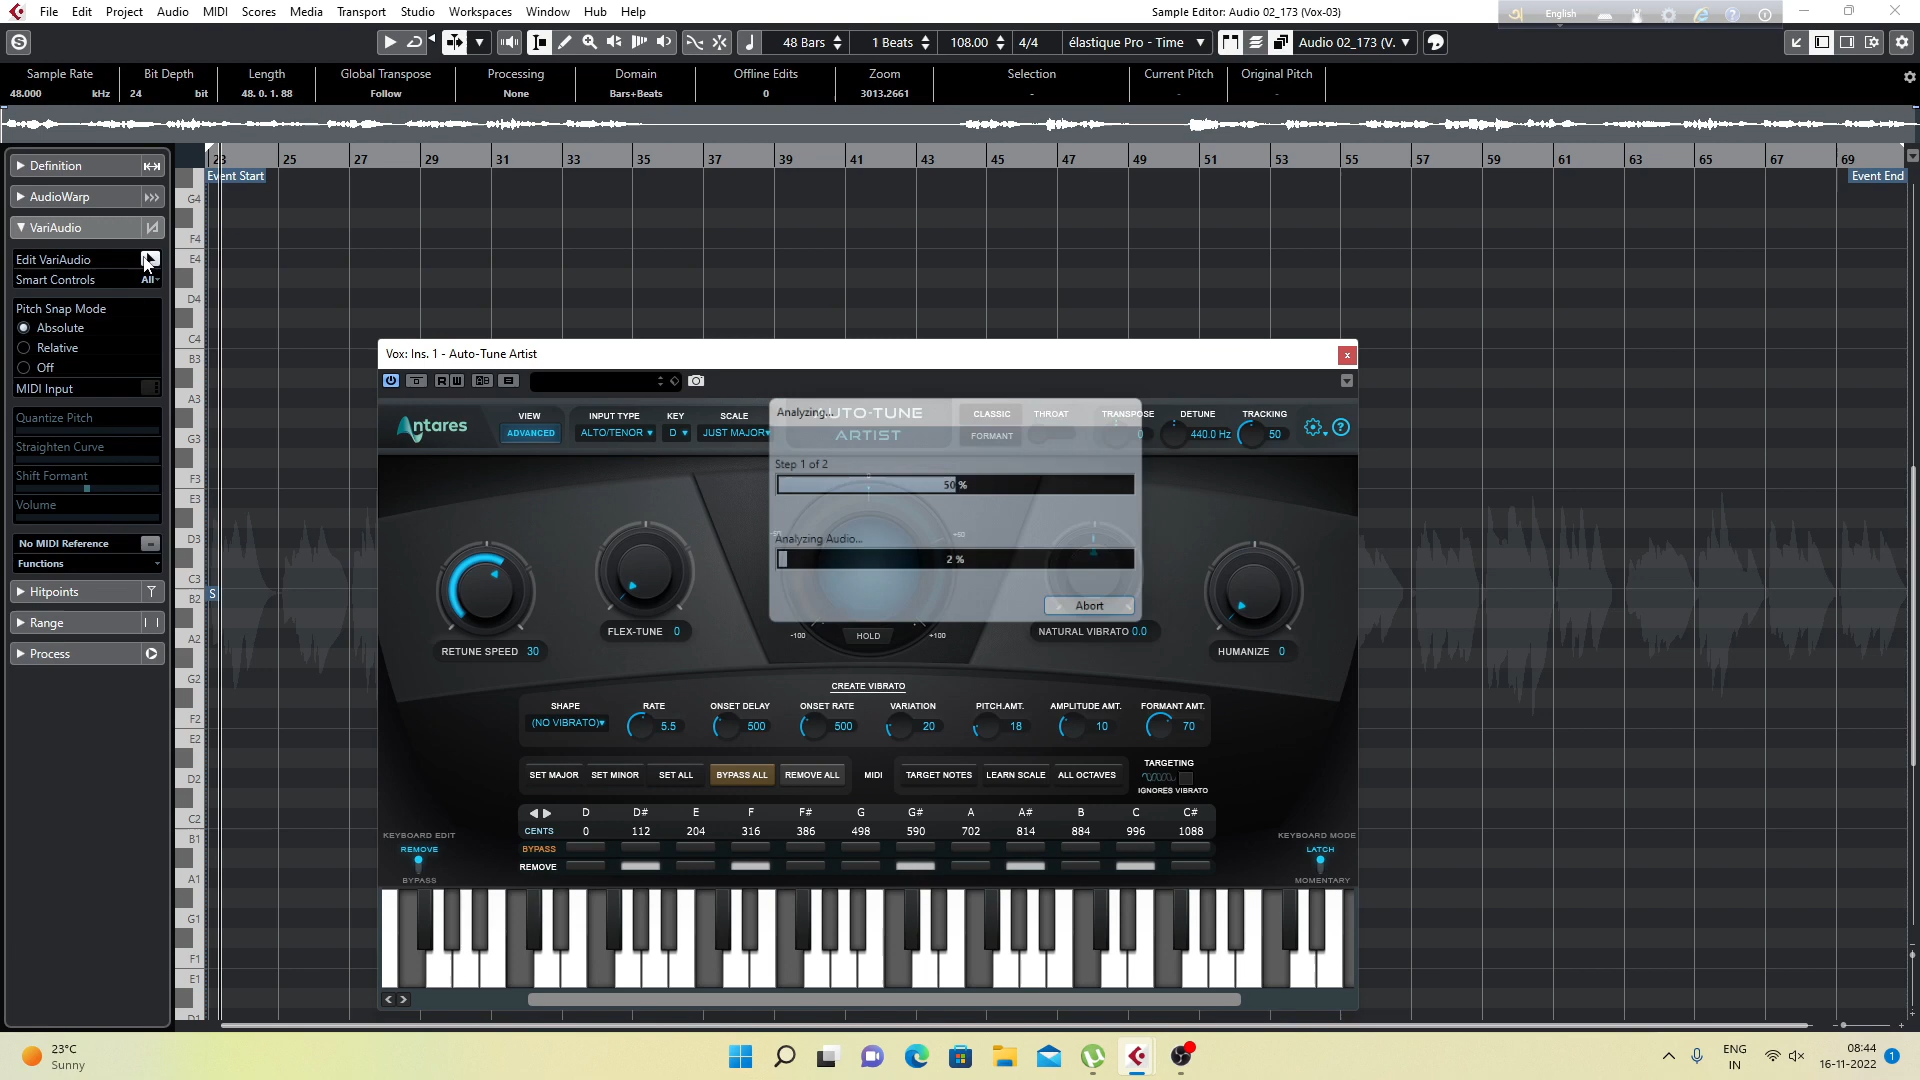 File Edit Project Audio MIDI Scores Media Transport Studio Workspaces Window Hub Help
Sample Editor: Audio 02_173 (Vox-03)
English
48 Bars 1 Beats 108.00 4/4 élastique Pro - Time Audio 02_173 (V.
Sample Rate Bit Depth Length Global Transpose Processing Domain Offline Edits Zoom Selection Current Pitch Original Pitch
48.000 kHz 24 bit 48. 0. 1. 88 Follow None Bars+Beats 0 3013.2661 - - -
23 25 27 29 31 33 35 37 39 41 43 45 47 49 51 53 55 57 59 61 63 65 67 69
Event Start Event End
Definition
AudioWarp
VariAudio
Edit VariAudio
Smart Controls All
Pitch Snap Mode
Absolute
Relative
Off
MIDI Input
Quantize Pitch
Straighten Curve
Shift Formant
Volume
No MIDI Reference
Functions
Hitpoints
Range
Process
G4
F4
E4
D4
C4
B3
A3
G3
F3
E3
D3
C3
B2
A2
G2
F2
E2
D2
C2
B1
A1
G1
F1
E1
D1
S
Vox: Ins. 1 - Auto-Tune Artist
R W
Antares
VIEW INPUT TYPE KEY SCALE
ADVANCED ALTO/TENOR D JUST MAJOR
AUTO-TUNE
ARTIST
CLASSIC THROAT TRANSPOSE DETUNE TRACKING
FORMANT 0 440.0 Hz 50
Analyzing...
Step 1 of 2
50 %
Analyzing Audio...
2 %
Abort
-50 +50
-100 HOLD +100
RETUNE SPEED 30
FLEX-TUNE 0
NATURAL VIBRATO 0.0
HUMANIZE 0
CREATE VIBRATO
SHAPE RATE ONSET DELAY ONSET RATE VARIATION PITCH.AMT. AMPLITUDE AMT. FORMANT AMT.
(NO VIBRATO) 5.5 500 500 20 18 10 70
SET MAJOR SET MINOR SET ALL BYPASS ALL REMOVE ALL MIDI TARGET NOTES LEARN SCALE ALL OCTAVES
TARGETING
IGNORES VIBRATO
D D# E F F# G G# A A# B C C#
CENTS 0 112 204 316 386 498 590 702 814 884 996 1088
BYPASS
REMOVE
KEYBOARD EDIT
REMOVE
BYPASS
KEYBOARD MODE
LATCH
MOMENTARY
23°C
Sunny
ENG
IN
08:44
16-11-2022
1